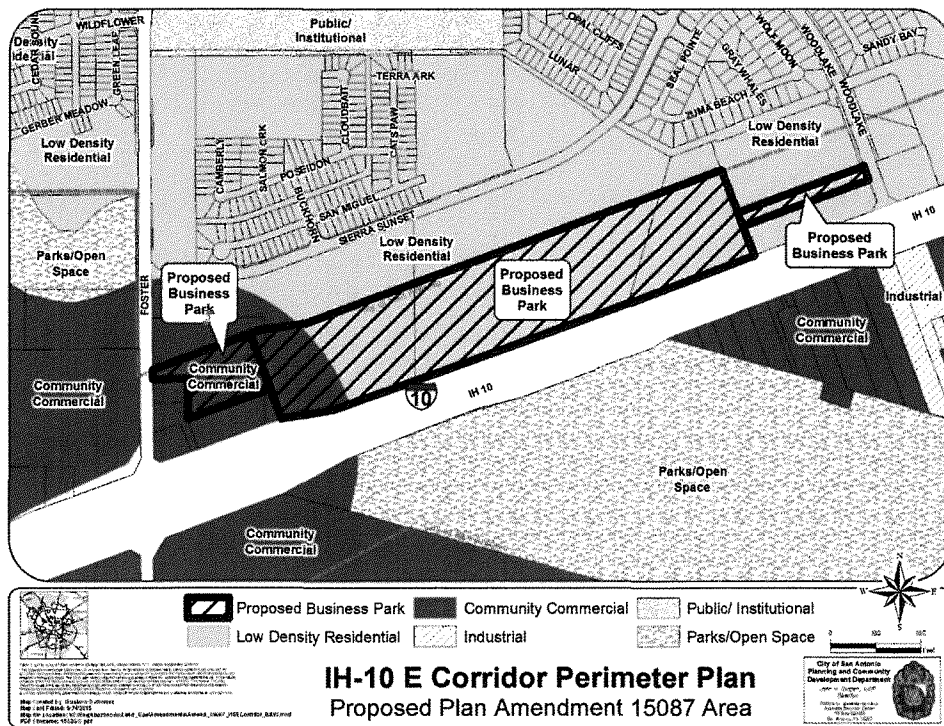 WILDFLOWER
Public/
Institutional
OPAL CLIFFS
LUNAR
SEAL POINTE
GRAY WHALES
WOLF MOON
WOODLAKE
WOODLAKE
SANDY BAY
ZUMA BEACH
GREEN LEAF
GERBER MEADOW
Low Density
Residential
TERRA ARK
CLOUDBAIT
CATS PAW
CAMBERLY
SALMON CRK
POSEIDON
BUCKHORN
SAN MIGUEL
SIERRA SUNSET
Low Density
Residential
Low Density
Residential
IH 10
Parks/Open
Space
FOSTER
Proposed
Business
Park
Proposed
Business
Park
Proposed
Business Park
Industrial
Community
Commercial
Community
Commercial
Community
Commercial
10
IH 10
Parks/Open
Space
Community
Commercial
N
W
E
S
Proposed Business Park
Community Commercial
Public/ Institutional
Low Density Residential
Industrial
Parks/Open Space
IH-10 E Corridor Perimeter Plan
Proposed Plan Amendment 15087 Area
City of San Antonio
Planning and Community
Development Department